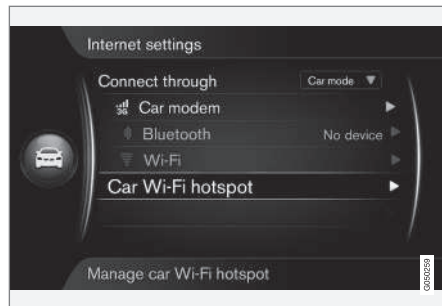 Internet settings
Connect through Car mode
3G Car modem
Bluetooth No device
Wi-Fi
Car Wi-Fi hotspot
Manage car Wi-Fi hotspot
G050259